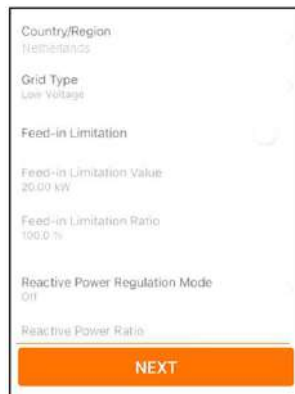 Country/Region
Netherlands
Grid Type
Low Voltage
Feed-in Limitation
Feed-in Limitation Value
20.00 kW
Feed-in Limitation Ratio
100.0 %
Reactive Power Regulation Mode
Off
Reactive Power Ratio
NEXT